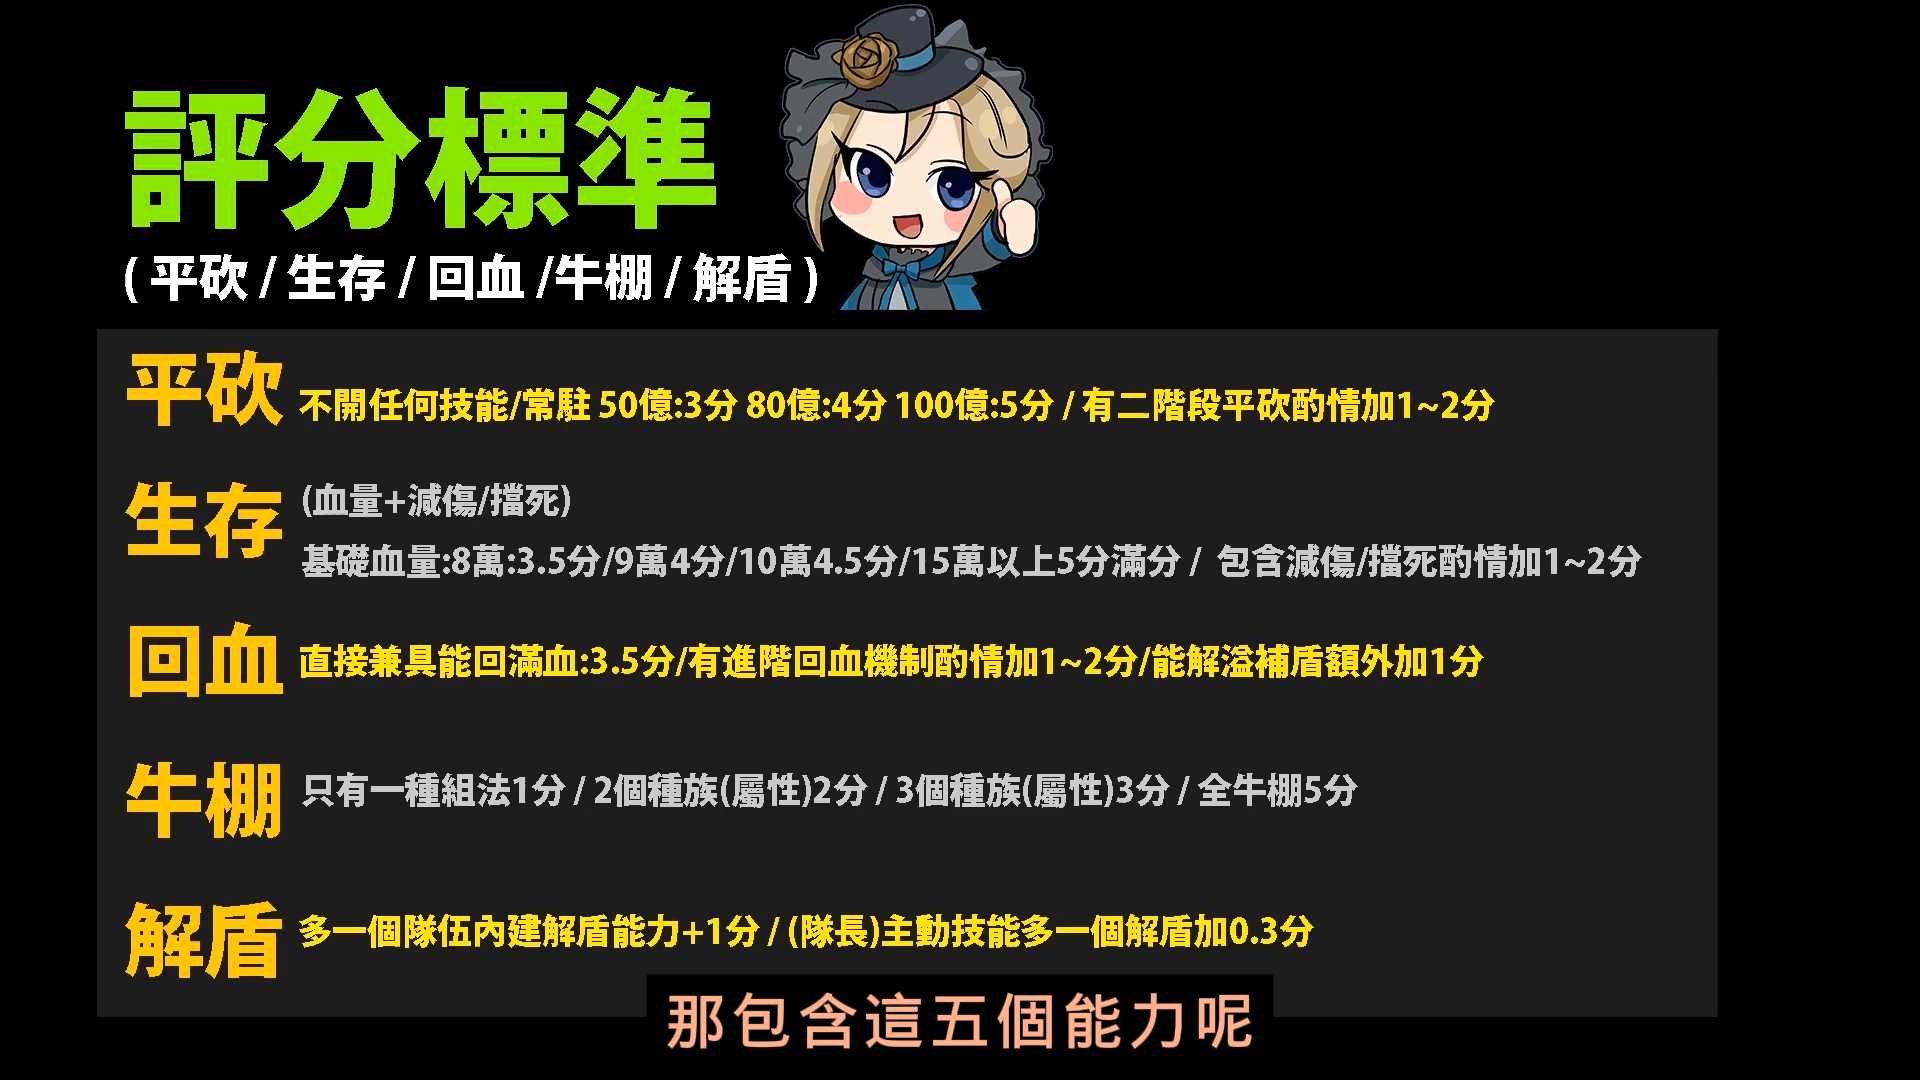 評分標準
( 平砍 / 生存 / 回血 /牛棚 / 解盾 )
平砍 不開任何技能/常駐 50億:3分 80億:4分 100億:5分 / 有二階段平砍酌情加1~2分
生存 (血量+減傷/擋死)
基礎血量:8萬:3.5分/9萬4分/10萬4.5分/15萬以上5分滿分 / 包含減傷/擋死酌情加1~2分
回血 直接兼具能回滿血:3.5分/有進階回血機制酌情加1~2分/能解溢補盾額外加1分
牛棚 只有一種組法1分 / 2個種族(屬性)2分 / 3個種族(屬性)3分 / 全牛棚5分
解盾 多一個隊伍內建解盾能力+1分 / (隊長)主動技能多一個解盾加0.3分
那包含這五個能力呢